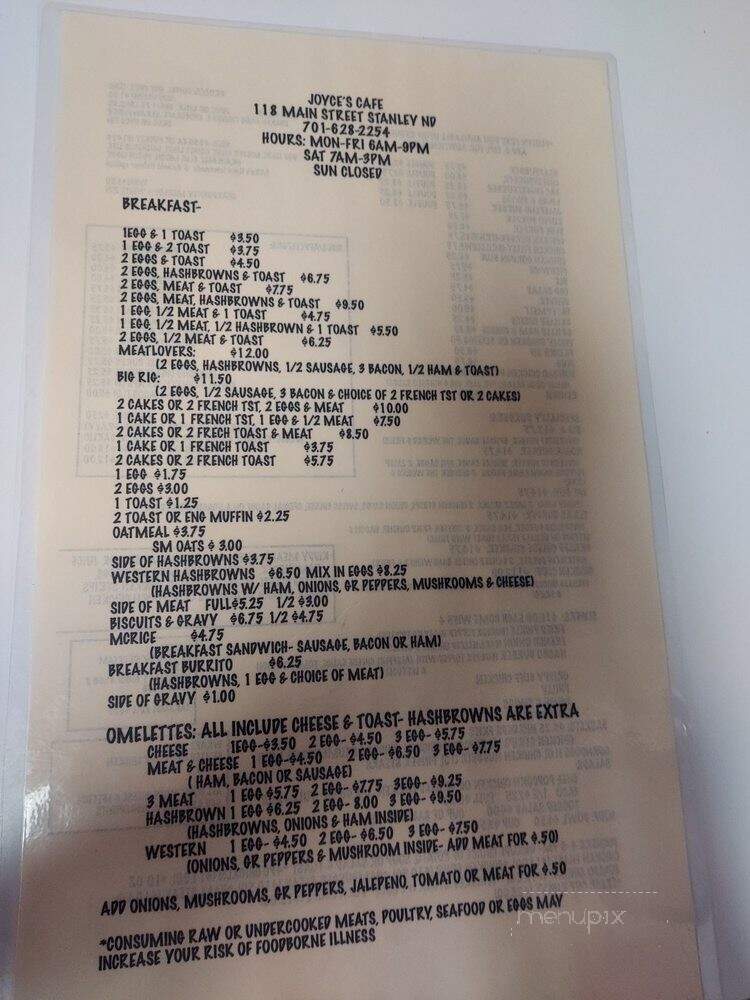 JOYCE'S CAFE
118 MAIN STREET STANLEY ND
701-628-2254
HOURS: MON-FRI 6AM-9PM
SAT 7AM-3PM
SUN CLOSED
BREAKFAST-
1EGG & 1 TOAST $3.50
1 EGG & 2 TOAST $3.75
2 EGGS & TOAST $4.50
2 EGGS, HASHBROWNS & TOAST $6.75
2 EGGS, MEAT & TOAST $7.75
2 EGGS, MEAT, HASHBROWNS & TOAST $9.50
1 EGG, 1/2 MEAT & 1 TOAST $4.75
1 EGG, 1/2 MEAT, 1/2 HASHBROWN & 1 TOAST $5.50
2 EGGS, 1/2 MEAT & TOAST $6.25
MEATLOVERS: $12.00
(2 EGGS, HASHBROWNS, 1/2 SAUSAGE, 3 BACON, 1/2 HAM & TOAST)
BIG RIG: $11.50
(2 EGGS, 1/2 SAUSAGE, 3 BACON & CHOICE OF 2 FRENCH TST OR 2 CAKES)
2 CAKES OR 2 FRENCH TST, 2 EGGS & MEAT $10.00
1 CAKE OR 1 FRENCH TST, 1 EGG & 1/2 MEAT $7.50
2 CAKES OR 2 FRECH TOAST & MEAT $8.50
1 CAKE OR 1 FRENCH TOAST $3.75
2 CAKES OR 2 FRENCH TOAST $5.75
1 EGG $1.75
2 EGGS $3.00
1 TOAST $1.25
2 TOAST OR ENG MUFFIN $2.25
OATMEAL $3.75
SM OATS $ 3.00
SIDE OF HASHBROWNS $3.75
WESTERN HASHBROWNS $6.50 MIX IN EGGS $8.25
(HASHBROWNS W/ HAM, ONIONS, GR PEPPERS, MUSHROOMS & CHEESE)
SIDE OF MEAT FULL$5.25 1/2 $3.00
BISCUITS & GRAVY $6.75 1/2 $4.75
MCRICE $4.75
(BREAKFAST SANDWICH- SAUSAGE, BACON OR HAM)
BREAKFAST BURRITO $6.25
(HASHBROWNS, 1 EGG & CHOICE OF MEAT)
SIDE OF GRAVY $1.00
OMELETTES: ALL INCLUDE CHEESE & TOAST- HASHBROWNS ARE EXTRA
CHEESE 1EGG-$3.50 2 EGG- $4.50 3 EGG- $5.75
MEAT & CHEESE 1 EGG-$4.50 2 EGG- $6.50 3 EGG- $7.75
( HAM, BACON OR SAUSAGE)
3 MEAT 1 EGG $5.75 2 EGG- $7.75 3EGG- $9.25
HASHBROWN 1 EGG $6.25 2 EGG- 8.00 3 EGG- $9.50
(HASHBROWNS, ONIONS & HAM INSIDE)
WESTERN 1 EGG- $4.50 2 EGG- $6.50 3 EGG- $7.50
(ONIONS, GR PEPPERS & MUSHROOM INSIDE- ADD MEAT FOR $.50)
ADD ONIONS, MUSHROOMS, GR PEPPERS, JALEPENO, TOMATO OR MEAT FOR $.50
*CONSUMING RAW OR UNDERCOOKED MEATS, POULTRY, SEAFOOD OR EGGS MAY
INCREASE YOUR RISK OF FOODBORNE ILLNESS
menupix